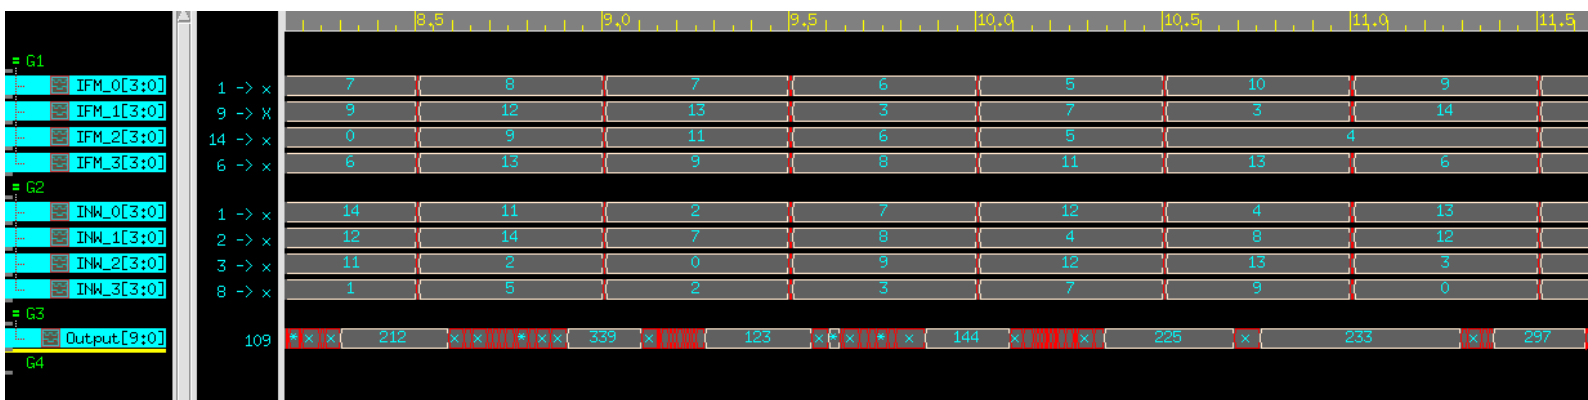 8.5 9.0 9.5 10.0 10.5 11.0 11.5
= G1
IFM_0[3:0] 1 -> x 7 8 7 6 5 10 9
IFM_1[3:0] 9 -> X 9 12 13 3 7 3 14
IFM_2[3:0] 14 -> x 0 9 11 6 5 4
IFM_3[3:0] 6 -> x 6 13 9 8 11 13 6
= G2
INW_0[3:0] 1 -> x 14 11 2 7 12 4 13
INW_1[3:0] 2 -> x 12 14 7 8 4 8 12
INW_2[3:0] 3 -> x 11 2 0 9 12 13 3
INW_3[3:0] 8 -> x 1 5 2 3 7 9 0
= G3
Output[9:0] 109 * x x 212 x x * x x 339 x 123 x * x * x 144 x x 225 x 233 x 297
G4